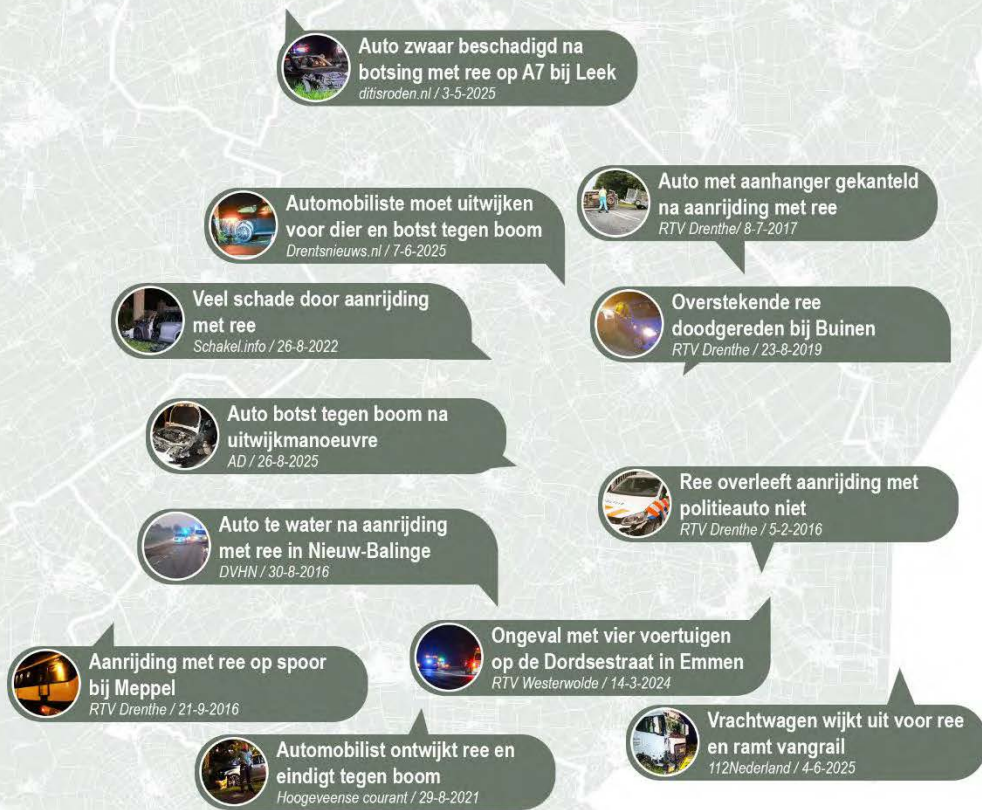 Auto zwaar beschadigd na
botsing met ree op A7 bij Leek
ditisroden.nl / 3-5-2025
Automobiliste moet uitwijken
voor dier en botst tegen boom
Drentsnieuws.nl / 7-6-2025
Auto met aanhanger gekanteld
na aanrijding met ree
RTV Drenthe/ 8-7-2017
Veel schade door aanrijding
met ree
Schakel.info / 26-8-2022
Overstekende ree
doodgereden bij Buinen
RTV Drenthe / 23-8-2019
Auto botst tegen boom na
uitwijkmanoeuvre
AD / 26-8-2025
Ree overleeft aanrijding met
politieauto niet
RTV Drenthe / 5-2-2016
Auto te water na aanrijding
met ree in Nieuw-Balinge
DVHN / 30-8-2016
Ongeval met vier voertuigen
op de Dordsestraat in Emmen
RTV Westerwolde / 14-3-2024
Aanrijding met ree op spoor
bij Meppel
RTV Drenthe / 21-9-2016
Vrachtwagen wijkt uit voor ree
en ramt vangrail
112Nederland / 4-6-2025
Automobilist ontwijkt ree en
eindigt tegen boom
Hoogeveense courant / 29-8-2021